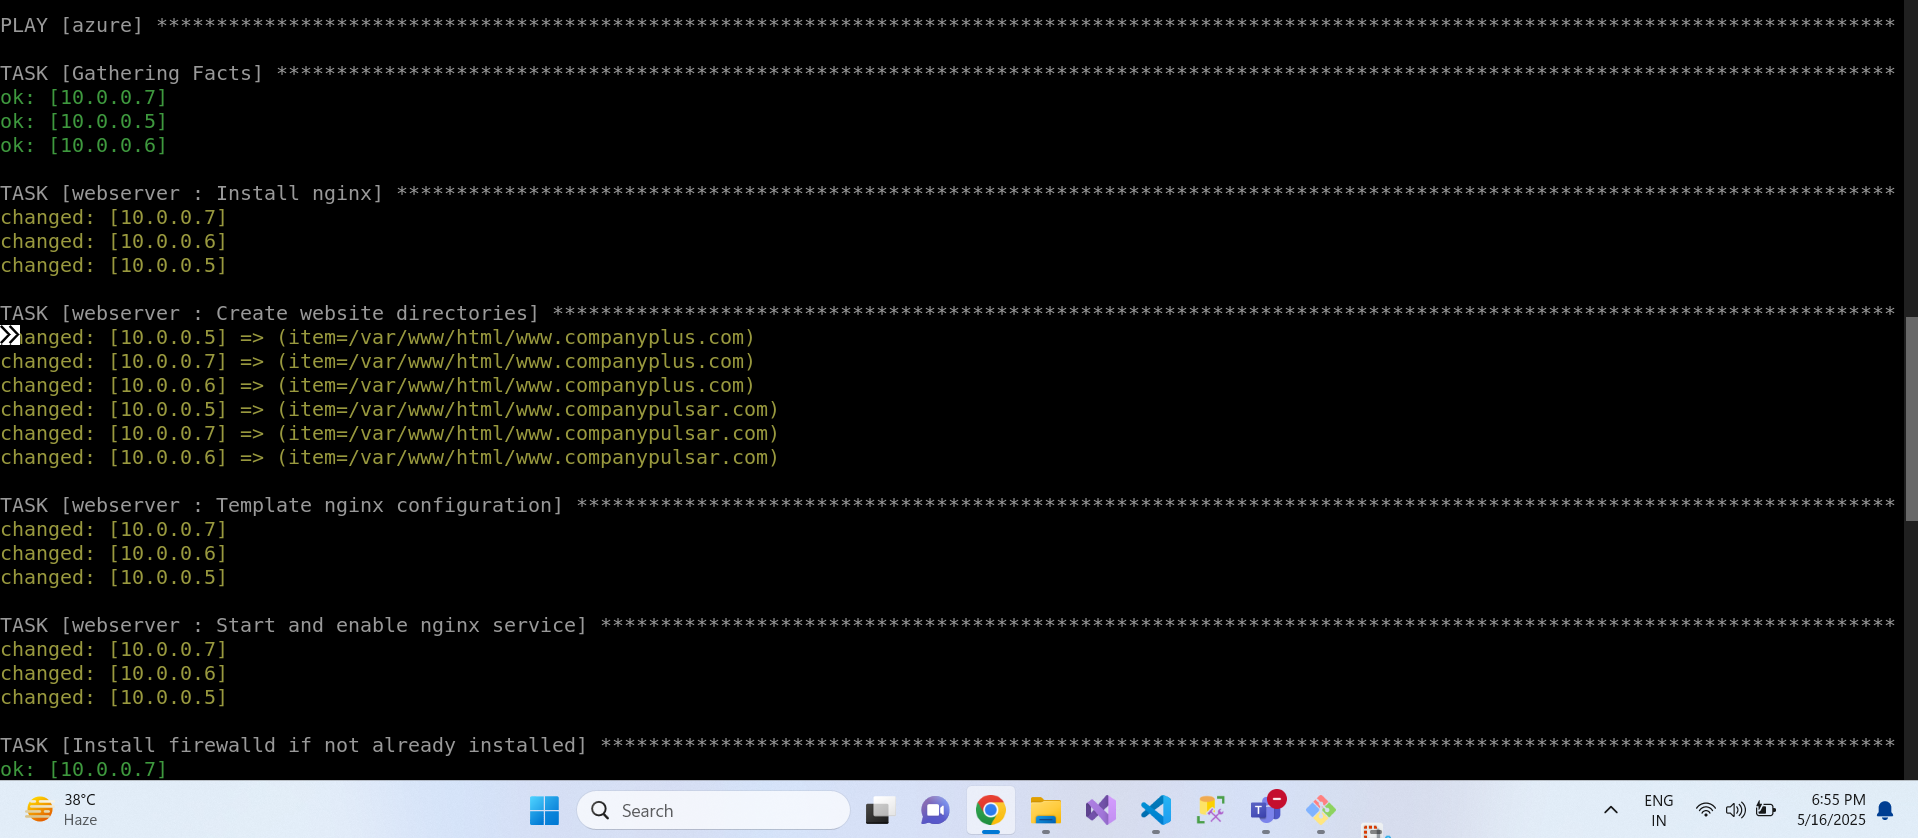 PLAY [azure] *************************************************************************************************************************************************
TASK [Gathering Facts] ***************************************************************************************************************************************
ok: [10.0.0.7]
ok: [10.0.0.5]
ok: [10.0.0.6]
TASK [webserver : Install nginx] *****************************************************************************************************************************
changed: [10.0.0.7]
changed: [10.0.0.6]
changed: [10.0.0.5]
TASK [webserver : Create website directories] ****************************************************************************************************************
anged: [10.0.0.5] => (item=/var/www/html/www.companyplus.com)
changed: [10.0.0.7] => (item=/var/www/html/www.companyplus.com)
changed: [10.0.0.6] => (item=/var/www/html/www.companyplus.com)
changed: [10.0.0.5] => (item=/var/www/html/www.companypulsar.com)
changed: [10.0.0.7] => (item=/var/www/html/www.companypulsar.com)
changed: [10.0.0.6] => (item=/var/www/html/www.companypulsar.com)
TASK [webserver : Template nginx configuration] **************************************************************************************************************
changed: [10.0.0.7]
changed: [10.0.0.6]
changed: [10.0.0.5]
TASK [webserver : Start and enable nginx service] ************************************************************************************************************
changed: [10.0.0.7]
changed: [10.0.0.6]
changed: [10.0.0.5]
TASK [Install firewalld if not already installed] ************************************************************************************************************
ok: [10.0.0.7]
38°C
Haze
Search
ENG
IN
6:55 PM
5/16/2025